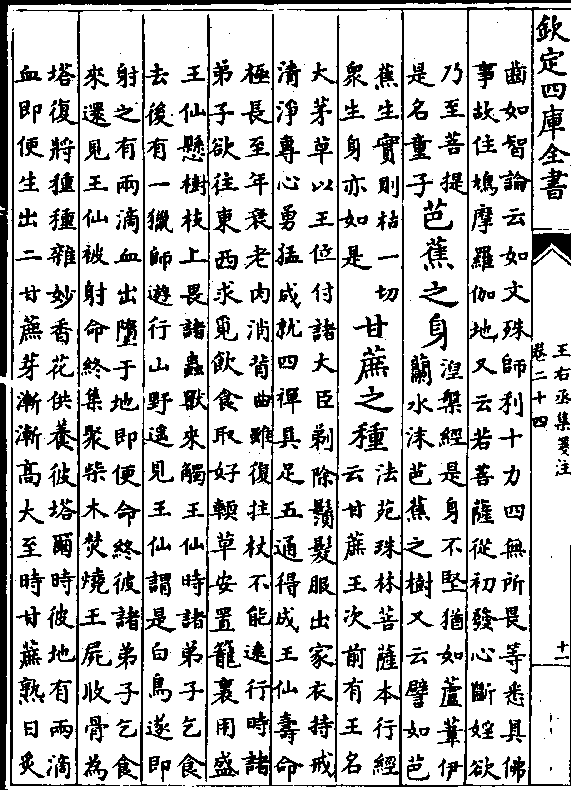 欽定四庫全書
王右丞集箋注
卷二十四
十一
齒如智論云如文殊師利十力四無所畏等悉具佛
事故住鳩摩羅伽地又云若菩薩從初發心斷婬欲
乃至菩提
是名童子
芭蕉之身
涅槃經是身不堅猶如蘆葦伊
蘭水沫芭蕉之樹又云譬如芭
蕉生實則枯一切
衆生身亦如是
甘蔗之種
法苑珠林菩薩本行經
云甘蔗王次前有王名
大茅草以王位付諸大臣剃除鬚髮服出家衣持戒
清淨專心勇猛成就四禪具足五通得成王仙壽命
極長至年衰老肉消背曲雖復拄杖不能遠行時諸
弟子欲往東西求覓飲食取好輭草安置籠裏用盛
王仙懸樹枝上畏諸蟲獸來觸王仙時諸弟子乞食
去後有一獵師遊行山野遥見王仙謂是白鳥遂即
射之有兩滴血出墮于地即便命終彼諸弟子乞食
來還見王仙被射命終集聚柴木焚燒王屍收骨為
塔復將種種雜妙香花供養彼塔爾時彼地有兩滴
血即便生出二甘蔗芽漸漸高大至時甘蔗熟日炙